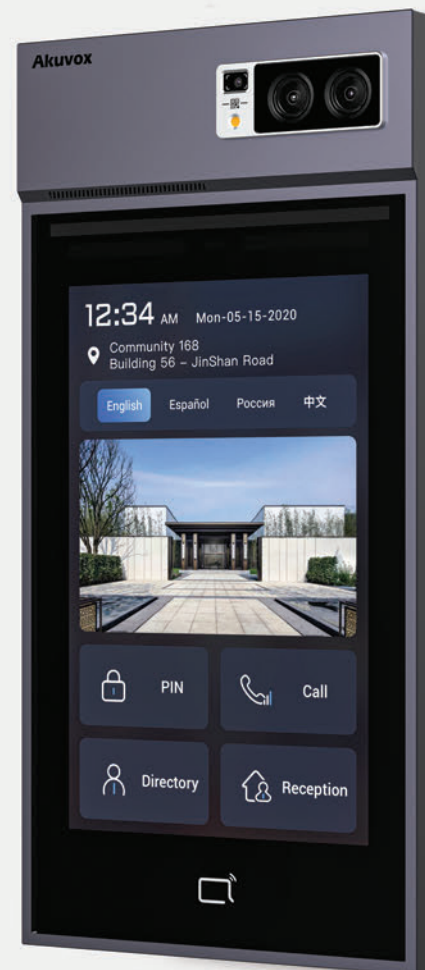 Akuvox
12:34 AM Mon-05-15-2020
Community 168
Building 56 – JinShan Road
English Español Россия 中文
PIN Call
Directory Reception